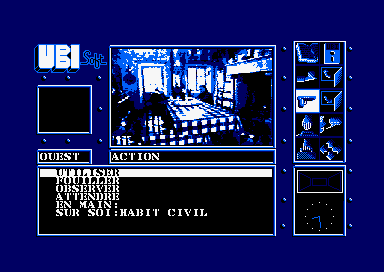 UBI Soft
OUEST
ACTION
UTILISER
FOUILLER
OBSERVER
ATTENDRE
EN MAIN:
SUR SOI:HABIT CIVIL